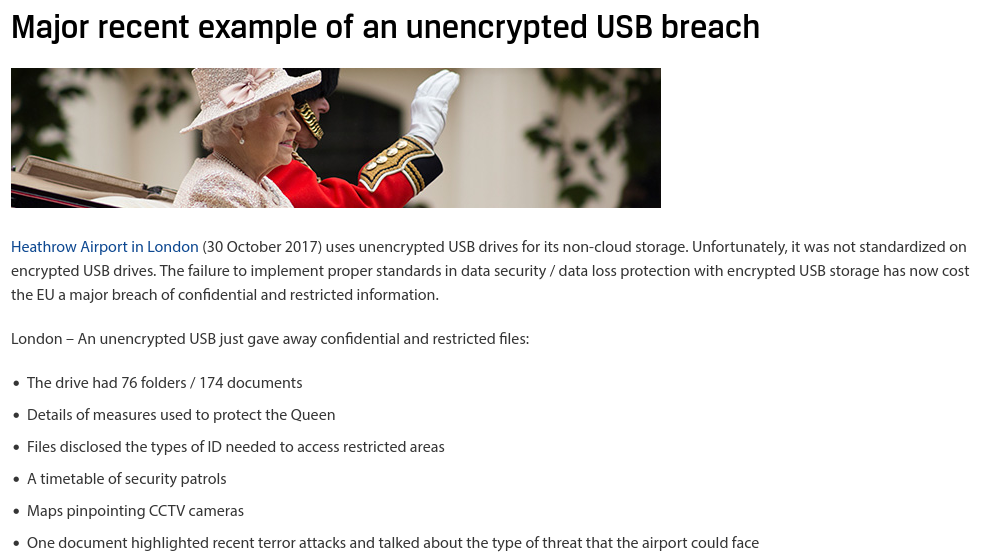 Major recent example of an unencrypted USB breach
Heathrow Airport in London (30 October 2017) uses unencrypted USB drives for its non-cloud storage. Unfortunately, it was not standardized on
encrypted USB drives. The failure to implement proper standards in data security / data loss protection with encrypted USB storage has now cost
the EU a major breach of confidential and restricted information.
London – An unencrypted USB just gave away confidential and restricted files:
• The drive had 76 folders / 174 documents
• Details of measures used to protect the Queen
• Files disclosed the types of ID needed to access restricted areas
• A timetable of security patrols
• Maps pinpointing CCTV cameras
• One document highlighted recent terror attacks and talked about the type of threat that the airport could face